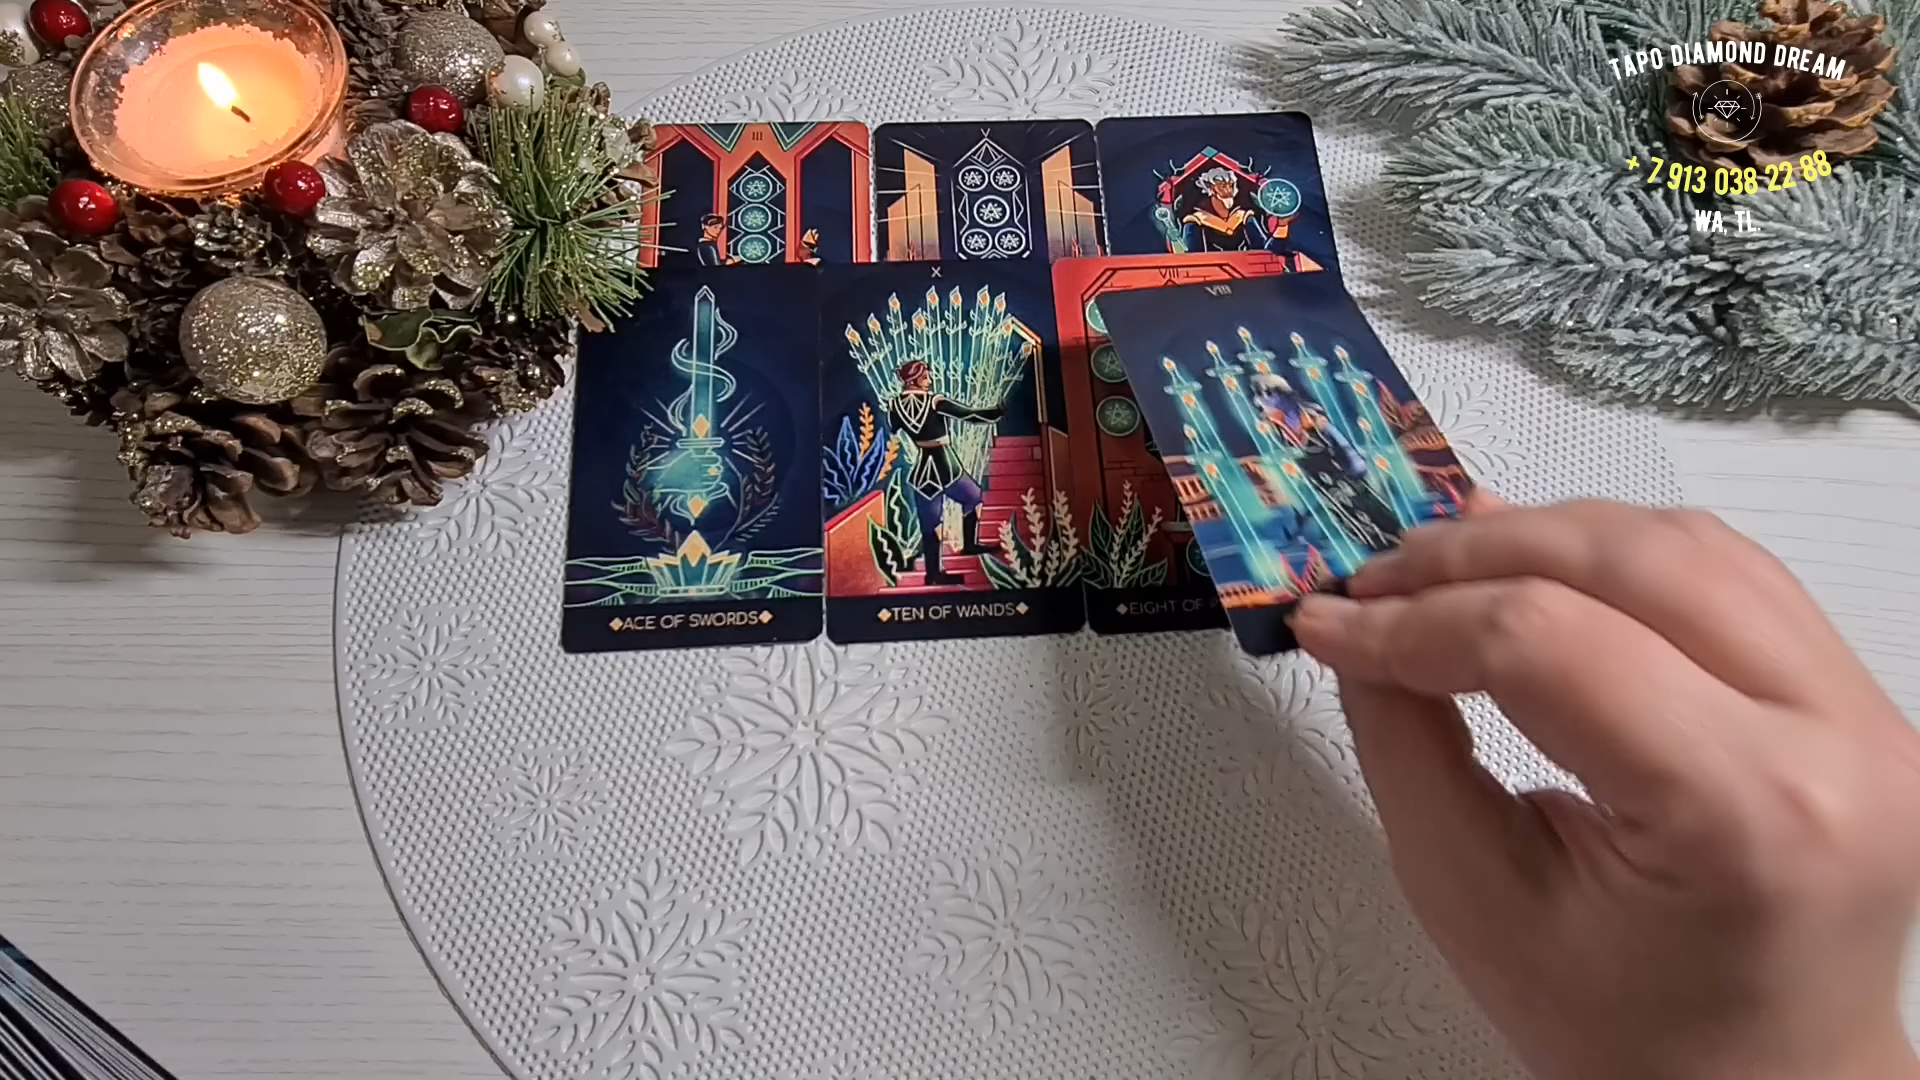 TAPO DIAMOND DREAM
+ 7 913 038 22 88
WA, TL.
III
V
X
VIII
VIII
◆ACE OF SWORDS◆
◆TEN OF WANDS◆
◆EIGHT OF